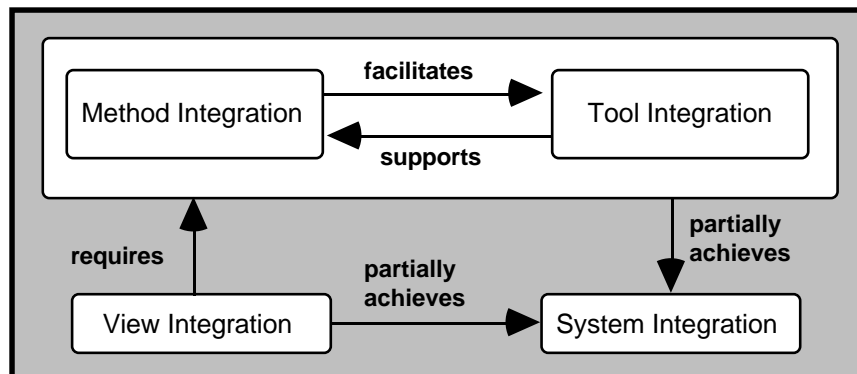 facilitates
Method Integration
Tool Integration
supports
requires
partially
achieves
partially
achieves
View Integration
System Integration